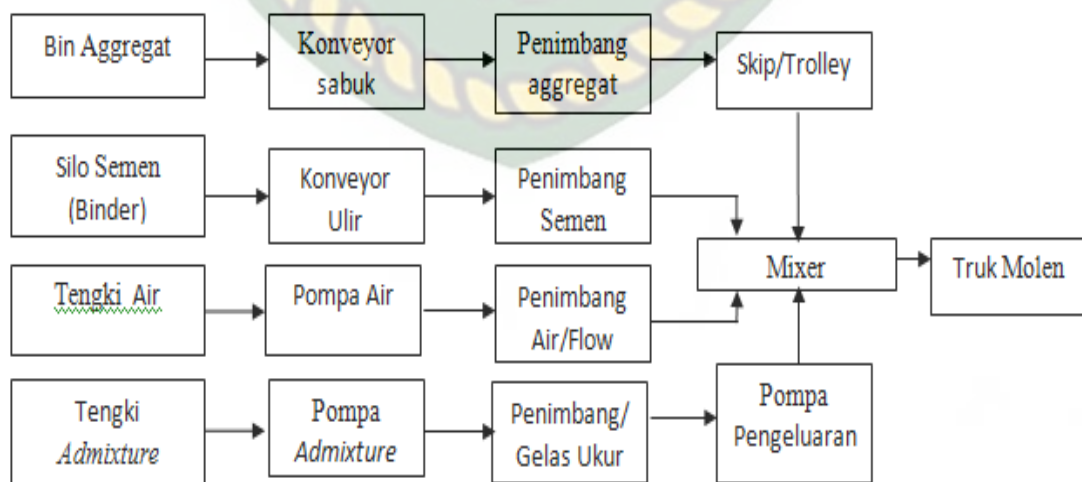 Bin Aggregat
Konveyor
sabuk
Penimbang
aggregat
Skip/Trolley
Silo Semen
(Binder)
Konveyor
Ulir
Penimbang
Semen
Mixer
Truk Molen
Tengki Air
Pompa Air
Penimbang
Air/Flow
Tengki
Admixture
Pompa
Admixture
Penimbang/
Gelas Ukur
Pompa
Pengeluaran